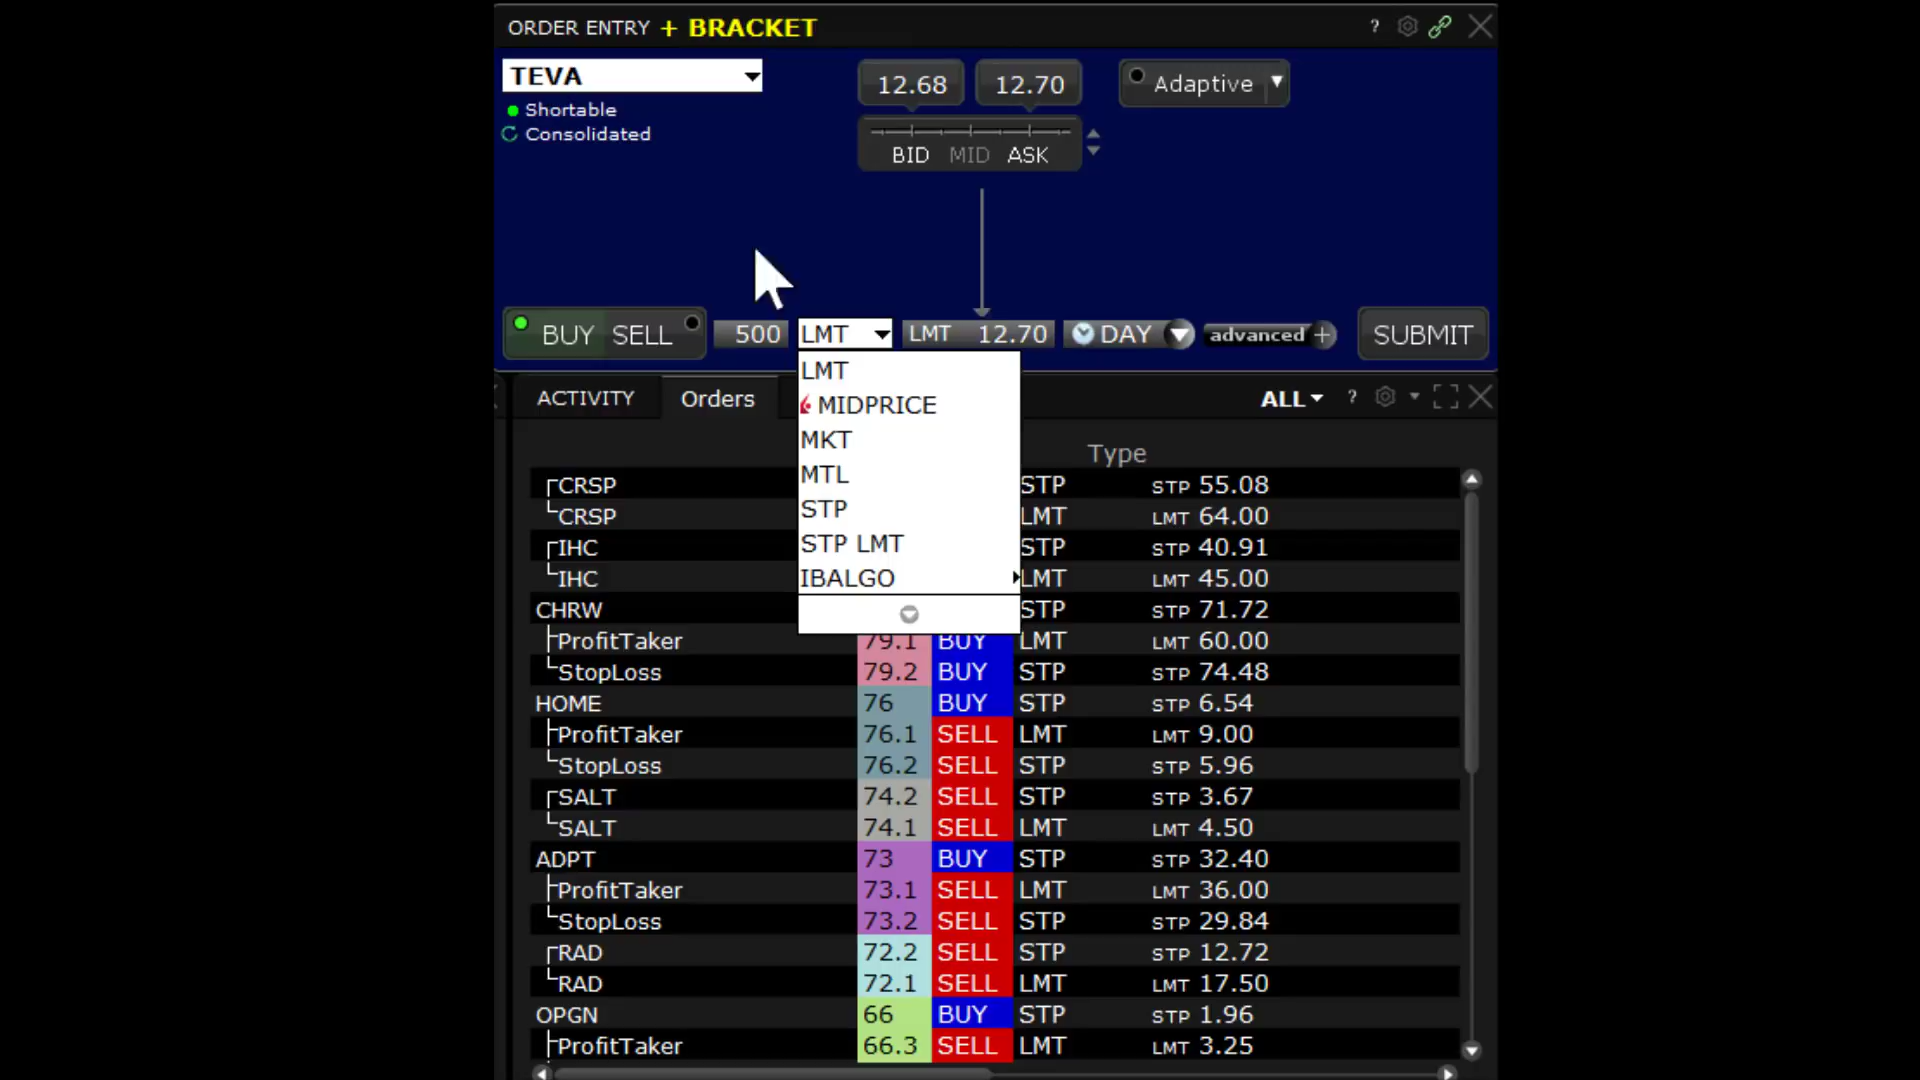 ORDER ENTRY + BRACKET ?
TEVA 12.68 12.70 Adaptive
Shortable
Consolidated
BID MID ASK
BUY SELL 500 LMT LMT 12.70 DAY advanced + SUBMIT
LMT
MIDPRICE
MKT
MTL
STP
STP LMT
IBALGO
ACTIVITY Orders ALL ?
Type
CRSP STP STP 55.08
CRSP LMT LMT 64.00
IHC STP STP 40.91
IHC LMT LMT 45.00
CHRW STP STP 71.72
ProfitTaker 79.1 BUY LMT LMT 60.00
StopLoss 79.2 BUY STP STP 74.48
HOME 76 BUY STP STP 6.54
ProfitTaker 76.1 SELL LMT LMT 9.00
StopLoss 76.2 SELL STP STP 5.96
SALT 74.2 SELL STP STP 3.67
SALT 74.1 SELL LMT LMT 4.50
ADPT 73 BUY STP STP 32.40
ProfitTaker 73.1 SELL LMT LMT 36.00
StopLoss 73.2 SELL STP STP 29.84
RAD 72.2 SELL STP STP 12.72
RAD 72.1 SELL LMT LMT 17.50
OPGN 66 BUY STP STP 1.96
ProfitTaker 66.3 SELL LMT LMT 3.25